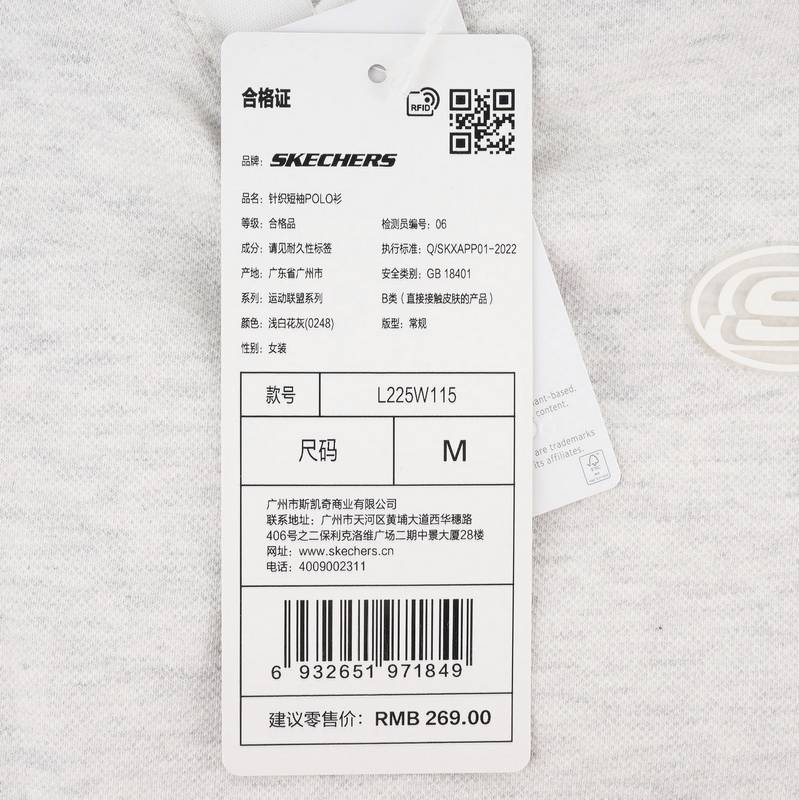 合格证
RFID
品牌: SKECHERS
品名: 针织短袖POLO衫
等级: 合格品 检测员编号: 06
成分: 请见耐久性标签 执行标准: Q/SKXAPP01-2022
产地: 广东省广州市 安全类别: GB 18401
系列: 运动联盟系列 B类（直接接触皮肤的产品）
颜色: 浅白花灰(0248) 版型: 常规
性别: 女装
款号 L225W115
尺码 M
广州市斯凯奇商业有限公司
联系地址: 广州市天河区黄埔大道西华穗路
406号之二保利克洛维广场二期中景大厦28楼
网址: www.skechers.cn
电话: 4009002311
6 932651 971849
建议零售价: RMB 269.00
plant-based.
content.
are trademarks
its affiliates.
FSC
S